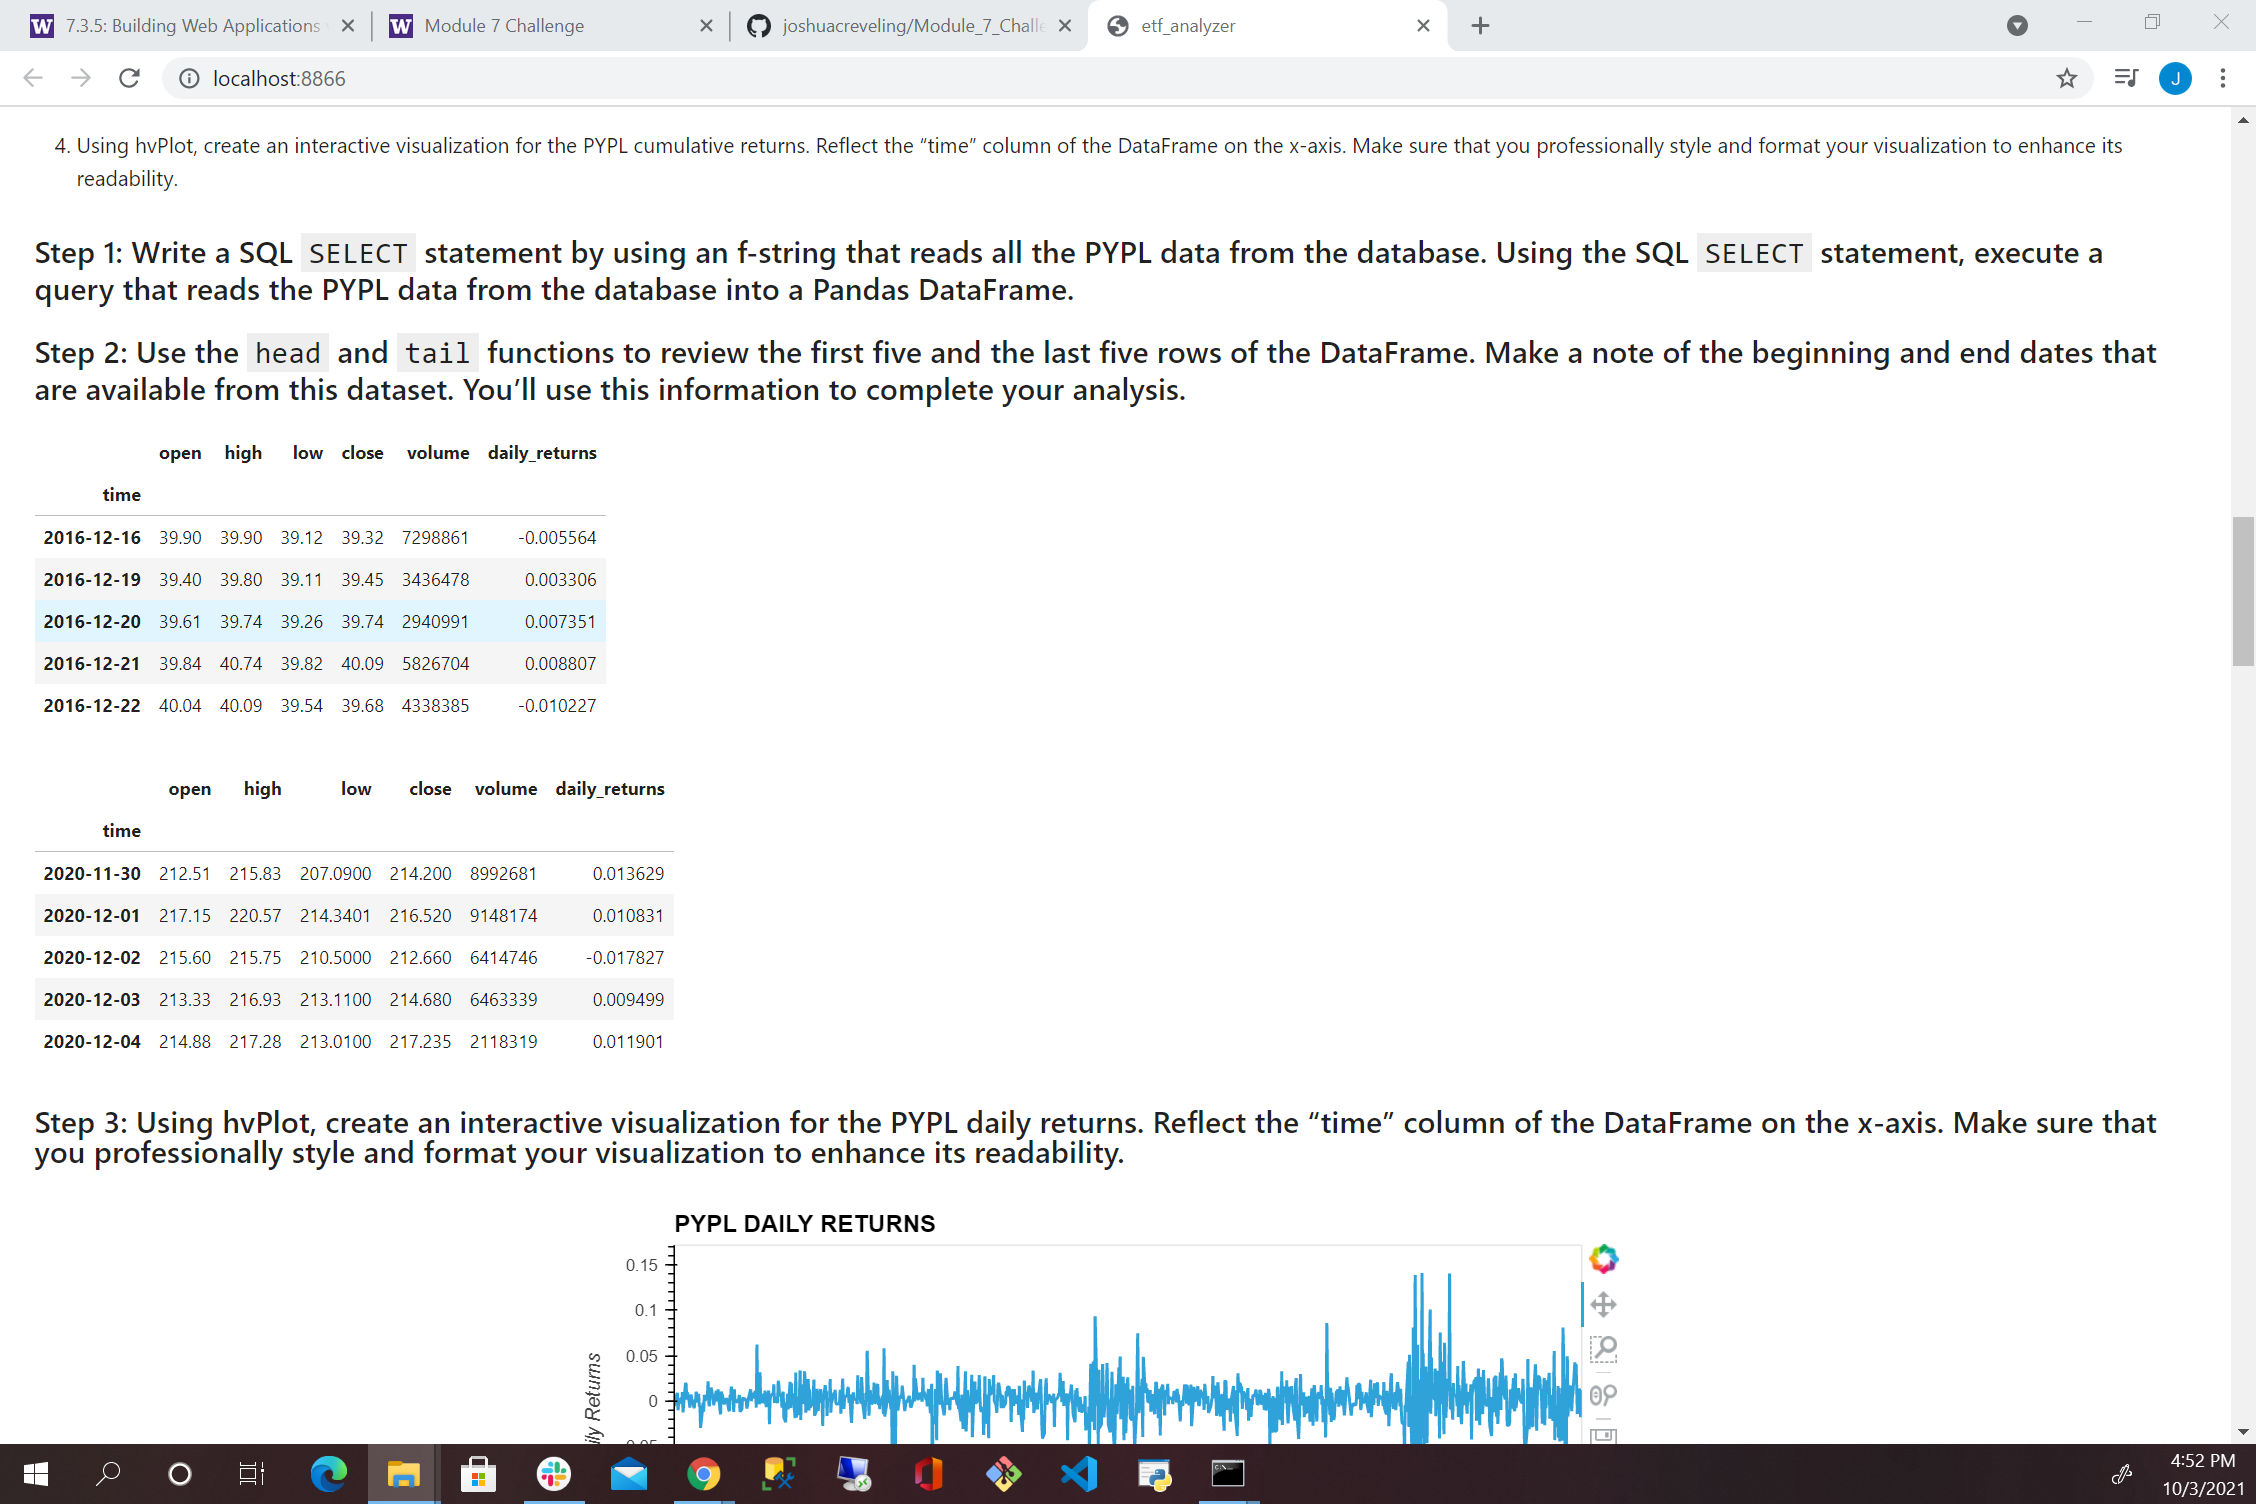 7.3.5: Building Web Applications
Module 7 Challenge
joshuacreveling/Module_7_Challe
etf_analyzer
localhost:8866
J
4. Using hvPlot, create an interactive visualization for the PYPL cumulative returns. Reflect the “time” column of the DataFrame on the x-axis. Make sure that you professionally style and format your visualization to enhance its
readability.
Step 1: Write a SQL SELECT statement by using an f-string that reads all the PYPL data from the database. Using the SQL SELECT statement, execute a
query that reads the PYPL data from the database into a Pandas DataFrame.
Step 2: Use the head and tail functions to review the first five and the last five rows of the DataFrame. Make a note of the beginning and end dates that
are available from this dataset. You’ll use this information to complete your analysis.
open high low close volume daily_returns
time
2016-12-16 39.90 39.90 39.12 39.32 7298861 -0.005564
2016-12-19 39.40 39.80 39.11 39.45 3436478 0.003306
2016-12-20 39.61 39.74 39.26 39.74 2940991 0.007351
2016-12-21 39.84 40.74 39.82 40.09 5826704 0.008807
2016-12-22 40.04 40.09 39.54 39.68 4338385 -0.010227
open high low close volume daily_returns
time
2020-11-30 212.51 215.83 207.0900 214.200 8992681 0.013629
2020-12-01 217.15 220.57 214.3401 216.520 9148174 0.010831
2020-12-02 215.60 215.75 210.5000 212.660 6414746 -0.017827
2020-12-03 213.33 216.93 213.1100 214.680 6463339 0.009499
2020-12-04 214.88 217.28 213.0100 217.235 2118319 0.011901
Step 3: Using hvPlot, create an interactive visualization for the PYPL daily returns. Reflect the “time” column of the DataFrame on the x-axis. Make sure that
you professionally style and format your visualization to enhance its readability.
PYPL DAILY RETURNS
0.15
0.1
0.05
0
ily Returns
4:52 PM
10/3/2021